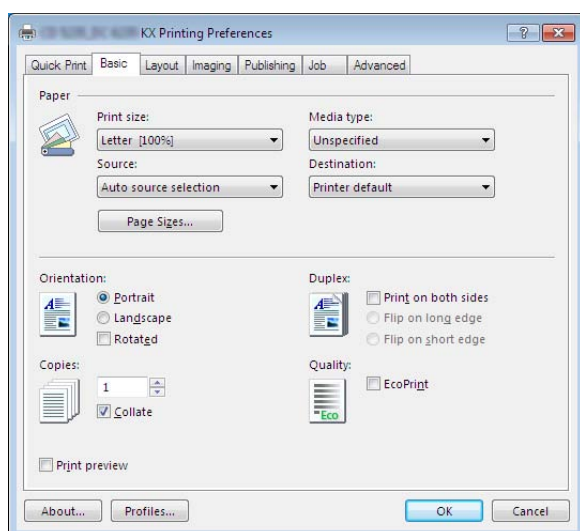 KX Printing Preferences
Quick Print Basic Layout Imaging Publishing Job Advanced
Paper
Print size: Media type:
Letter [100%] Unspecified
Source: Destination:
Auto source selection Printer default
Page Sizes...
Orientation: Duplex:
Portrait Print on both sides
Landscape Flip on long edge
Rotated Flip on short edge
Copies: Quality:
1 EcoPrint
Collate
Eco
Print preview
About... Profiles... OK Cancel